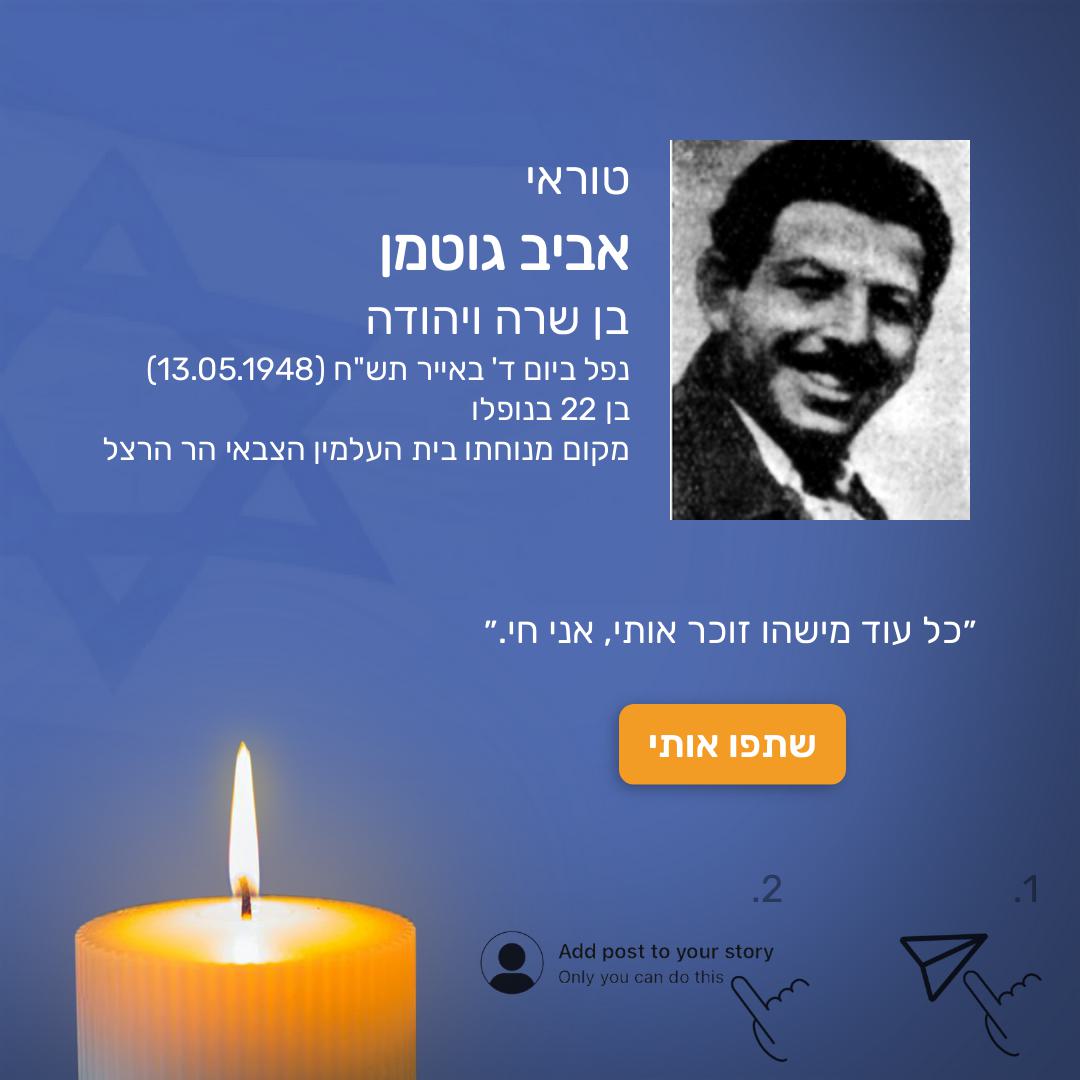 טוראי
אביב גוטמן
בן שרה ויהודה
נפל ביום ד' באייר תש"ח (13.05.1948)
בן 22 בנופלו
מקום מנוחתו בית העלמין הצבאי הר הרצל
״כל עוד מישהו זוכר אותי, אני חי.״
שתפו אותי
1.
2.
Add post to your story
Only you can do this